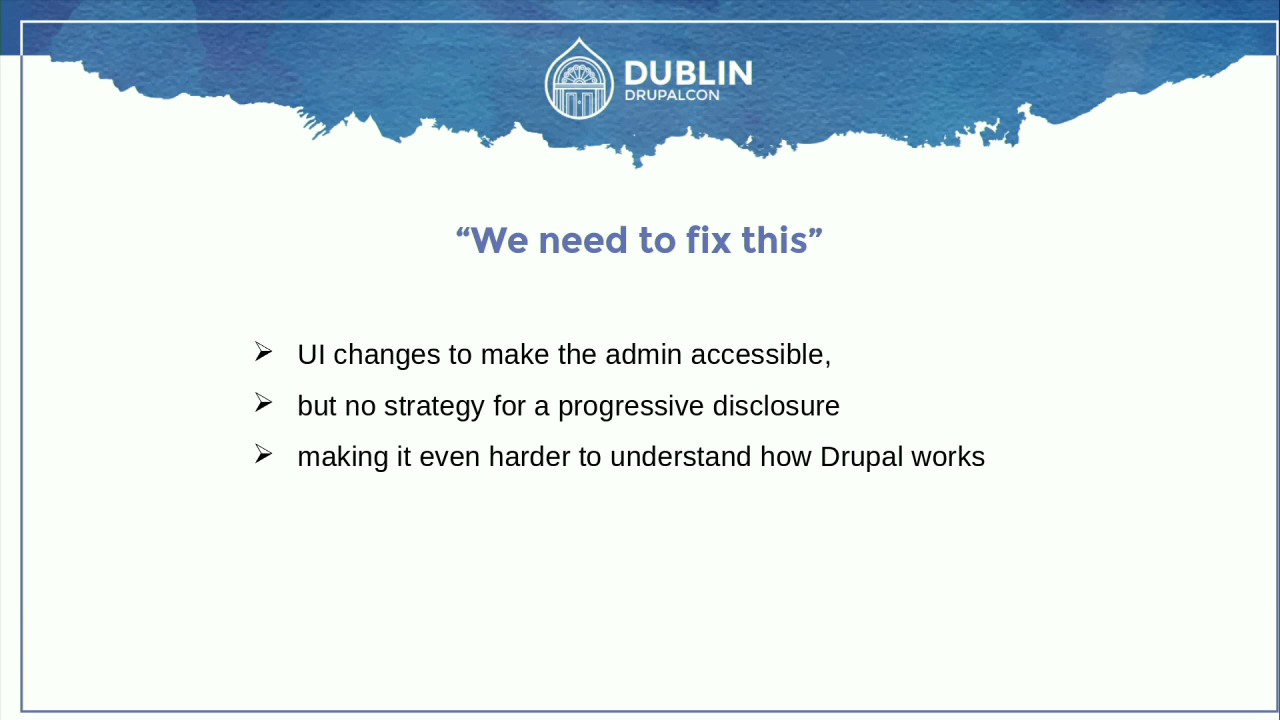 DUBLIN
DRUPALCON
“We need to fix this”
UI changes to make the admin accessible,
but no strategy for a progressive disclosure
making it even harder to understand how Drupal works